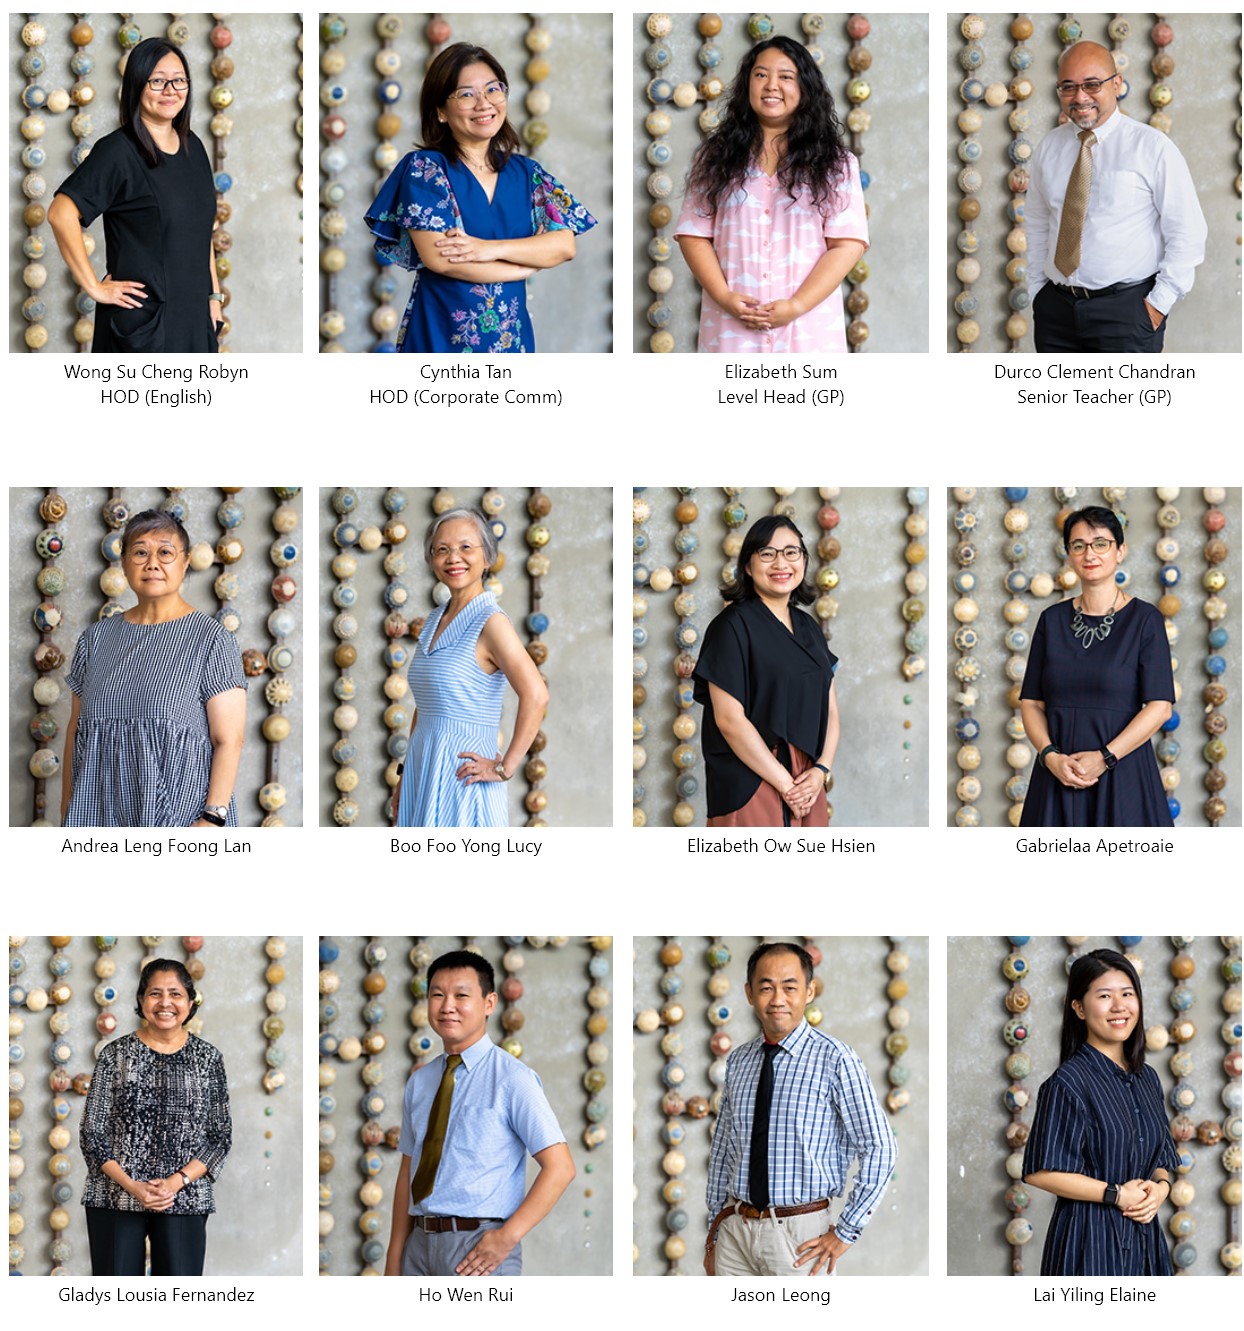 Wong Su Cheng Robyn
HOD (English)
Cynthia Tan
HOD (Corporate Comm)
Elizabeth Sum
Level Head (GP)
Durco Clement Chandran
Senior Teacher (GP)
Andrea Leng Foong Lan
Boo Foo Yong Lucy
Elizabeth Ow Sue Hsien
Gabrielaa Apetroaie
Gladys Lousia Fernandez
Ho Wen Rui
Jason Leong
Lai Yiling Elaine